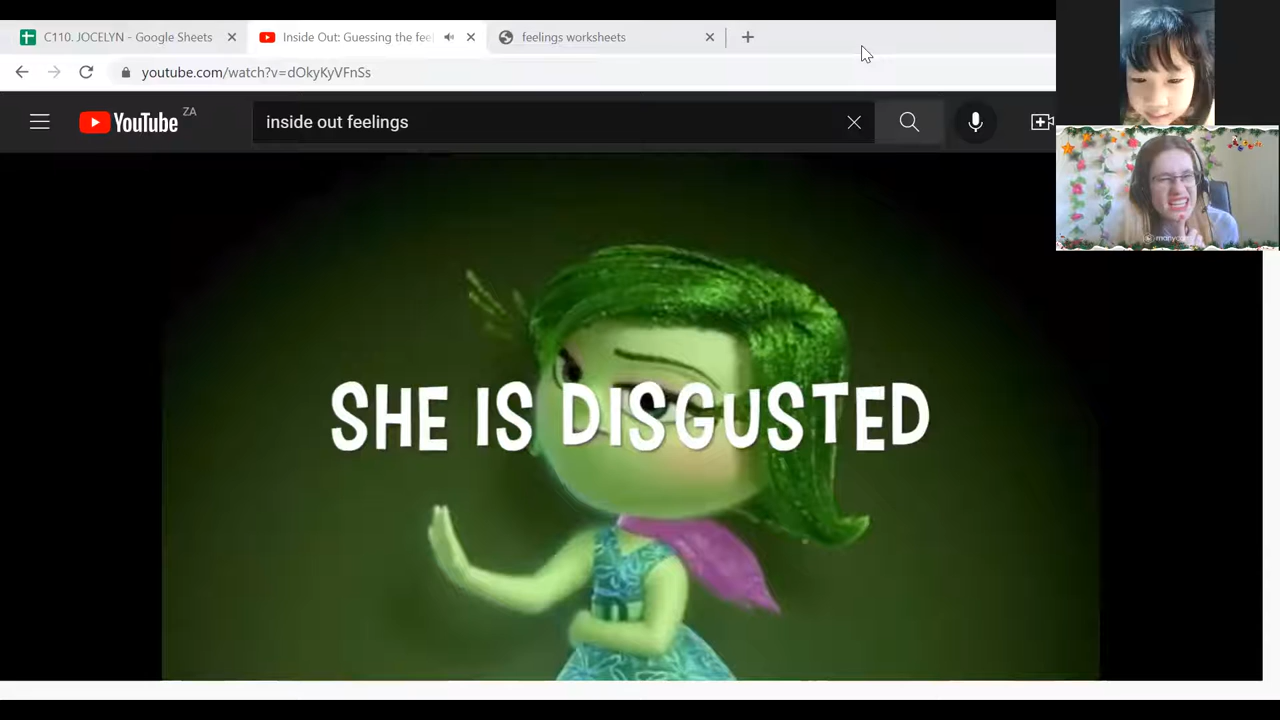 C110. JOCELYN - Google Sheets
Inside Out: Guessing the fee
feelings worksheets
youtube.com/watch?v=dOkyKyVFnSs
YouTube ZA
inside out feelings
SHE IS DISGUSTED